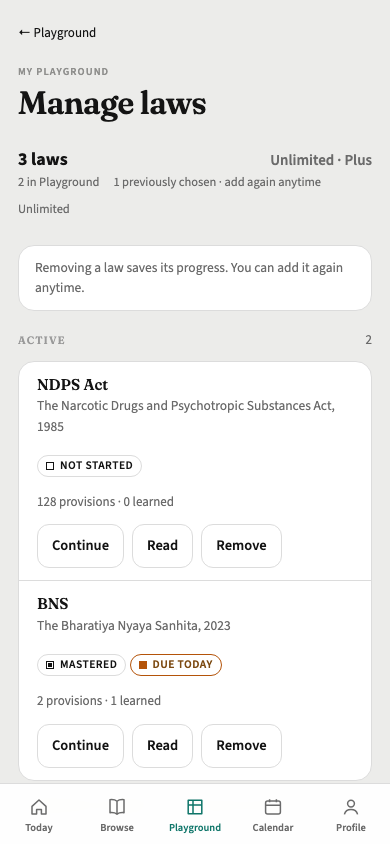 ← Playground
MY PLAYGROUND
Manage laws
3 laws
Unlimited · Plus
2 in Playground
1 previously chosen · add again anytime
Unlimited
Removing a law saves its progress. You can add it again
anytime.
ACTIVE
2
NDPS Act
The Narcotic Drugs and Psychotropic Substances Act,
1985
NOT STARTED
128 provisions · 0 learned
Continue
Read
Remove
BNS
The Bharatiya Nyaya Sanhita, 2023
MASTERED
DUE TODAY
2 provisions · 1 learned
Continue
Read
Remove
Today
Browse
Playground
Calendar
Profile